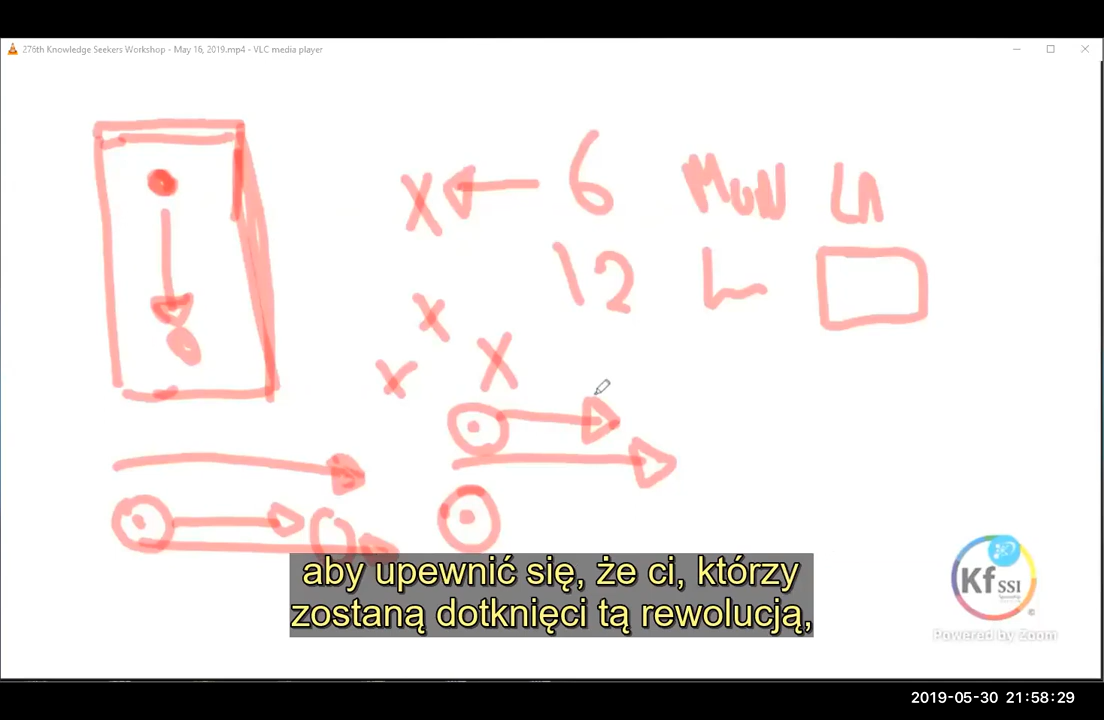 276th Knowledge Seekers Workshop - May 16, 2019.mp4 - VLC media player
X 6 MUN
12
X
X
X
aby upewnić się, że ci, którzy
zostaną dotknięci tą rewolucją,
Kf SSI
Powered by Zoom
2019-05-30 21:58:29